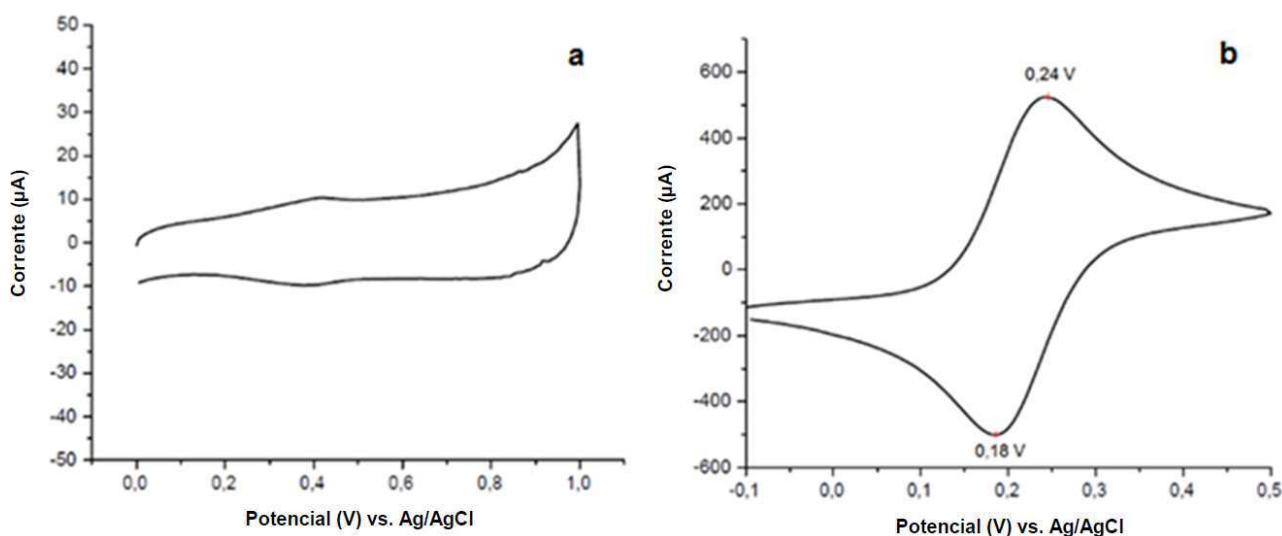 a
50
40
30
20
10
0
-10
-20
-30
-40
-50
Corrente (µA)
0,0 0,2 0,4 0,6 0,8 1,0
Potencial (V) vs. Ag/AgCl
b
0,24 V
600
400
200
0
-200
-400
-600
Corrente (µA)
0,18 V
-0,1 0,0 0,1 0,2 0,3 0,4 0,5
Potencial (V) vs. Ag/AgCl